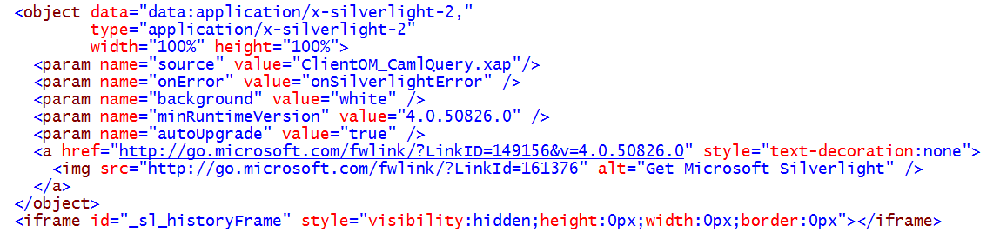 <object data="data:application/x-silverlight-2,"
        type="application/x-silverlight-2"
        width="100%" height="100%">
  <param name="source" value="ClientOM_CamlQuery.xap"/>
  <param name="onError" value="onSilverlightError" />
  <param name="background" value="white" />
  <param name="minRuntimeVersion" value="4.0.50826.0" />
  <param name="autoUpgrade" value="true" />
  <a href="http://go.microsoft.com/fwlink/?LinkID=149156&v=4.0.50826.0" style="text-decoration:none">
    <img src="http://go.microsoft.com/fwlink/?LinkId=161376" alt="Get Microsoft Silverlight" />
  </a>
</object>
<iframe id="_sl_historyFrame" style="visibility:hidden;height:0px;width:0px;border:0px"></iframe>